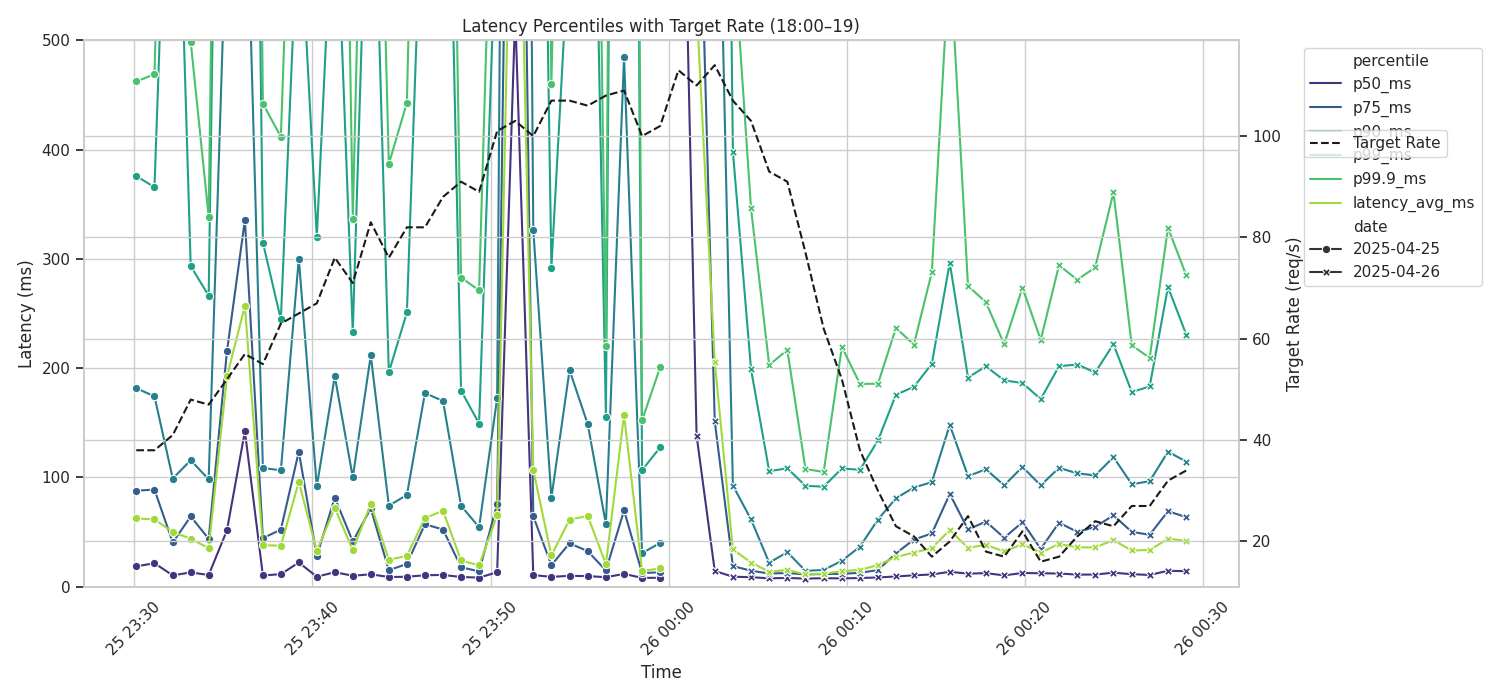 Latency Percentiles with Target Rate (18:00–19)
500
400
300
200
100
0
Latency (ms)
100
80
60
40
20
Target Rate (req/s)
25 23:30
25 23:40
25 23:50
26 00:00
26 00:10
26 00:20
26 00:30
Time
percentile
p50_ms
p75_ms
p90_ms
Target Rate
p99_ms
p99.9_ms
latency_avg_ms
date
2025-04-25
2025-04-26